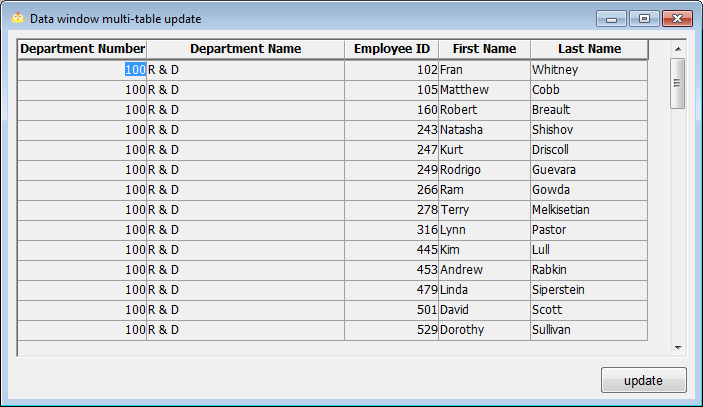 Data window multi-table update
Department Number Department Name Employee ID First Name Last Name
100 R & D 102 Fran Whitney
100 R & D 105 Matthew Cobb
100 R & D 160 Robert Breault
100 R & D 243 Natasha Shishov
100 R & D 247 Kurt Driscoll
100 R & D 249 Rodrigo Guevara
100 R & D 266 Ram Gowda
100 R & D 278 Terry Melkisetian
100 R & D 316 Lynn Pastor
100 R & D 445 Kim Lull
100 R & D 453 Andrew Rabkin
100 R & D 479 Linda Siperstein
100 R & D 501 David Scott
100 R & D 529 Dorothy Sullivan
update